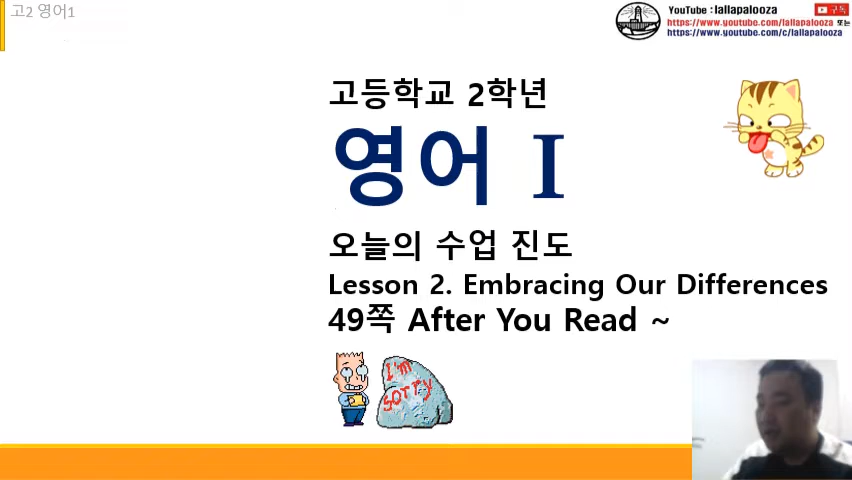 고2 영어1
YouTube : lallapalooza
구독
https://www.youtube.com/lallapalooza 또는
https://www.youtube.com/c/lallapalooza
고등학교 2학년
영어 I
오늘의 수업 진도
Lesson 2. Embracing Our Differences
49쪽 After You Read ~
I'm
sorry